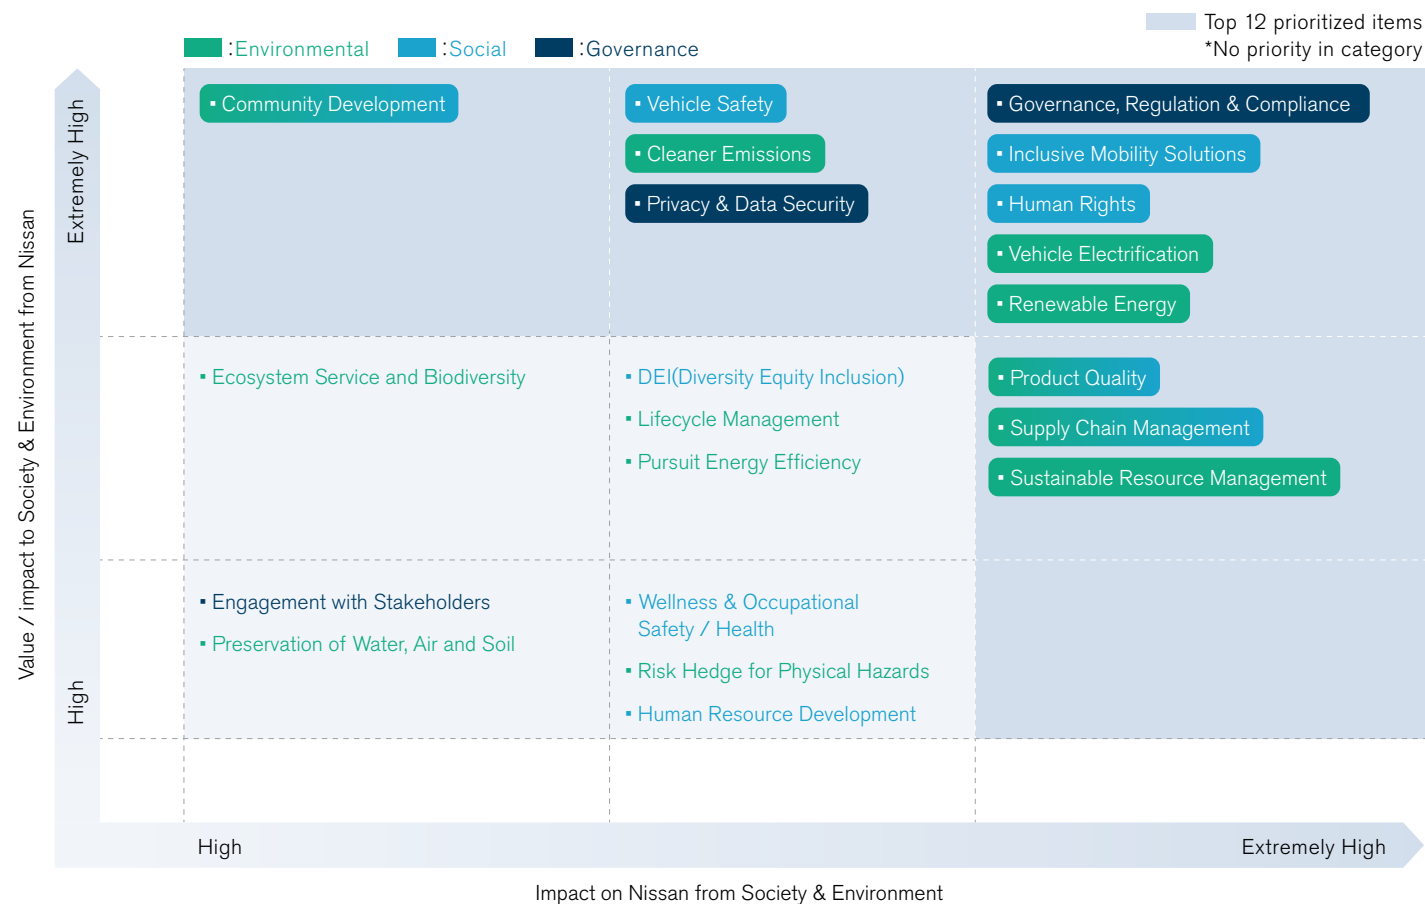 Top 12 prioritized items
*No priority in category
:Environmental :Social :Governance
Value / impact to Society & Environment from Nissan
Extremely High
High
▪ Community Development
▪ Vehicle Safety
▪ Cleaner Emissions
▪ Privacy & Data Security
▪ Governance, Regulation & Compliance
▪ Inclusive Mobility Solutions
▪ Human Rights
▪ Vehicle Electrification
▪ Renewable Energy
▪ Ecosystem Service and Biodiversity
▪ DEI(Diversity Equity Inclusion)
▪ Lifecycle Management
▪ Pursuit Energy Efficiency
▪ Product Quality
▪ Supply Chain Management
▪ Sustainable Resource Management
▪ Engagement with Stakeholders
▪ Preservation of Water, Air and Soil
▪ Wellness & Occupational
Safety / Health
▪ Risk Hedge for Physical Hazards
▪ Human Resource Development
High
Extremely High
Impact on Nissan from Society & Environment